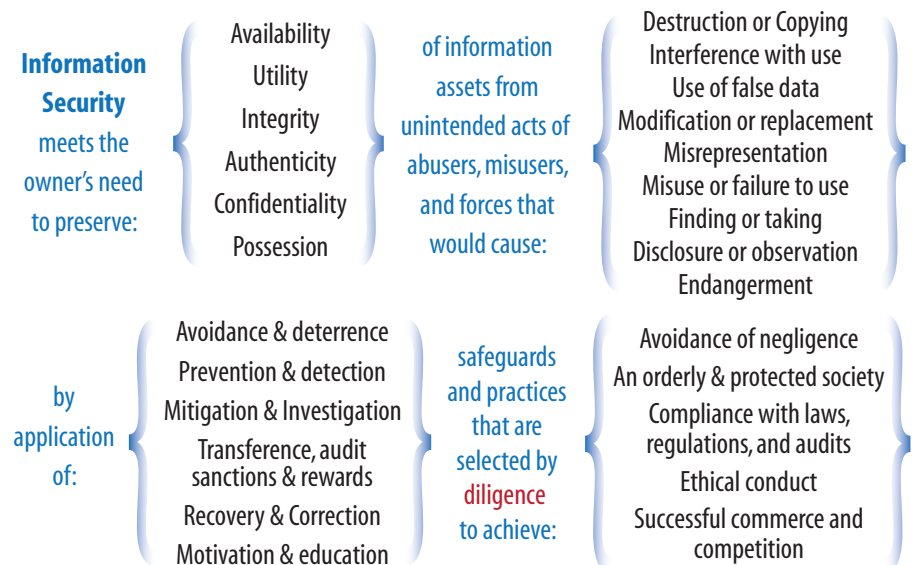 Information
Security
meets the
owner's need
to preserve:
Availability
Utility
Integrity
Authenticity
Confidentiality
Possession
of information
assets from
unintended acts of
abusers, misusers,
and forces that
would cause:
Destruction or Copying
Interference with use
Use of false data
Modification or replacement
Misrepresentation
Misuse or failure to use
Finding or taking
Disclosure or observation
Endangerment
by
application
of:
Avoidance & deterrence
Prevention & detection
Mitigation & Investigation
Transference, audit
sanctions & rewards
Recovery & Correction
Motivation & education
safeguards
and practices
that are
selected by
diligence
to achieve:
Avoidance of negligence
An orderly & protected society
Compliance with laws,
regulations, and audits
Ethical conduct
Successful commerce and
competition